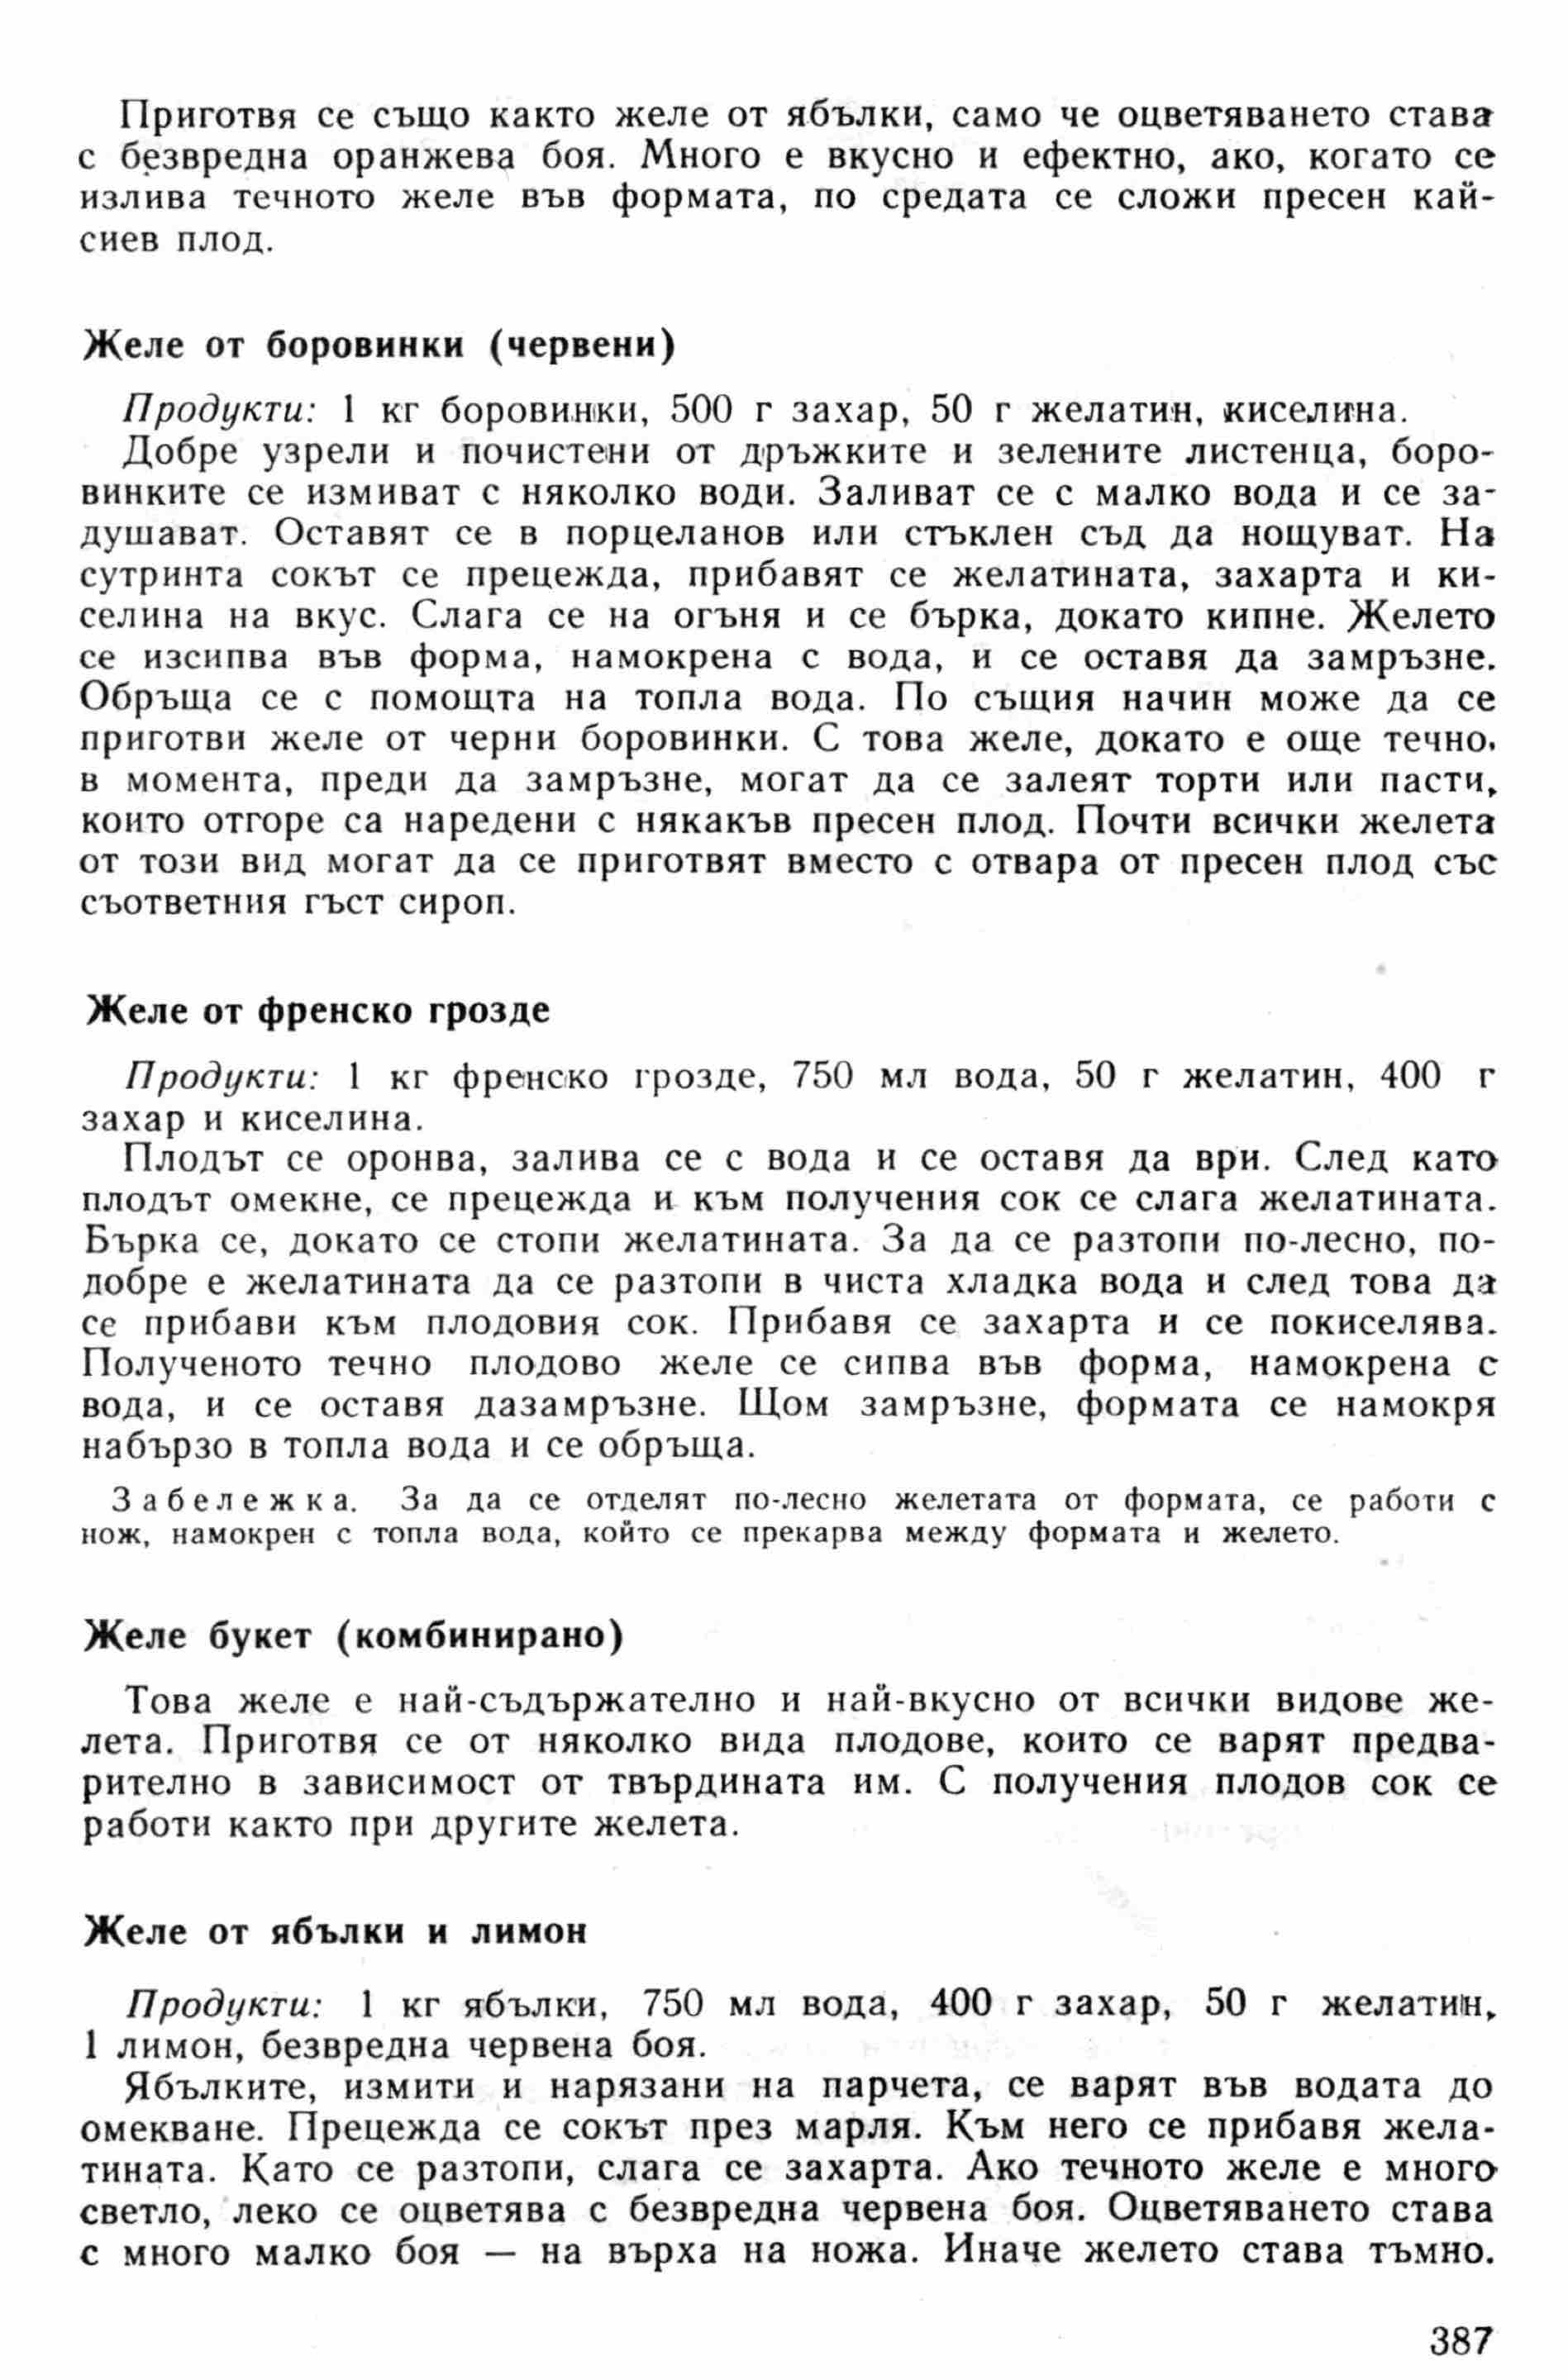 Приготвя се също както желе от ябълки, само че оцветяването става
с безвредна оранжева боя. Много е вкусно и ефектно, ако, когато се
излива течното желе във формата, по средата се сложи пресен кай-
сиев плод.
Желе от боровинки (червени)
Продукти: 1 кг боровинки, 500 г захар, 50 г желатин, киселина.
Добре узрели и почистени от дръжките и зелените листенца, боро-
винките се измиват с няколко води. Заливат се с малко вода и се за-
душават. Оставят се в порцеланов или стъклен съд да нощуват. На
сутринта сокът се прецежда, прибавят се желатината, захарта и ки-
селина на вкус. Слага се на огъня и се бърка, докато кипне. Желето
се изсипва във форма, намокрена с вода, и се оставя да замръзне.
Обръща се с помощта на топла вода. По същия начин може да се
приготви желе от черни боровинки. С това желе, докато е още течно,
в момента, преди да замръзне, могат да се залеят торти или пасти,
които отгоре са наредени с някакъв пресен плод. Почти всички желета
от този вид могат да се приготвят вместо с отвара от пресен плод със
съответния гъст сироп.
Желе от френско грозде
Продукти: 1 кг френско грозде, 750 мл вода, 50 г желатин, 400 г
захар и киселина.
Плодът се оронва, залива се с вода и се оставя да ври. След като
плодът омекне, се прецежда и към получения сок се слага желатината.
Бърка се, докато се стопи желатината. За да се разтопи по-лесно, по-
добре е желатината да се разтопи в чиста хладка вода и след това да
се прибави към плодовия сок. Прибавя се захарта и се покиселява.
Полученото течно плодово желе се сипва във форма, намокрена с
вода, и се оставя дазамръзне. Щом замръзне, формата се намокря
набързо в топла вода и се обръща.
Забележка. За да се отделят по-лесно желетата от формата, се работи с
нож, намокрен с топла вода, който се прекарва между формата и желето.
Желе букет (комбинирано)
Това желе е най-съдържателно и най-вкусно от всички видове же-
лета. Приготвя се от няколко вида плодове, които се варят предва-
рително в зависимост от твърдината им. С получения плодов сок се
работи както при другите желета.
Желе от ябълки и лимон
Продукти: 1 кг ябълки, 750 мл вода, 400 г захар, 50 г желатин,
1 лимон, безвредна червена боя.
Ябълките, измити и нарязани на парчета, се варят във водата до
омекване. Прецежда се сокът през марля. Към него се прибавя жела-
тината. Като се разтопи, слага се захарта. Ако течното желе е много
светло, леко се оцветява с безвредна червена боя. Оцветяването става
с много малко боя — на върха на ножа. Иначе желето става тъмно.
387